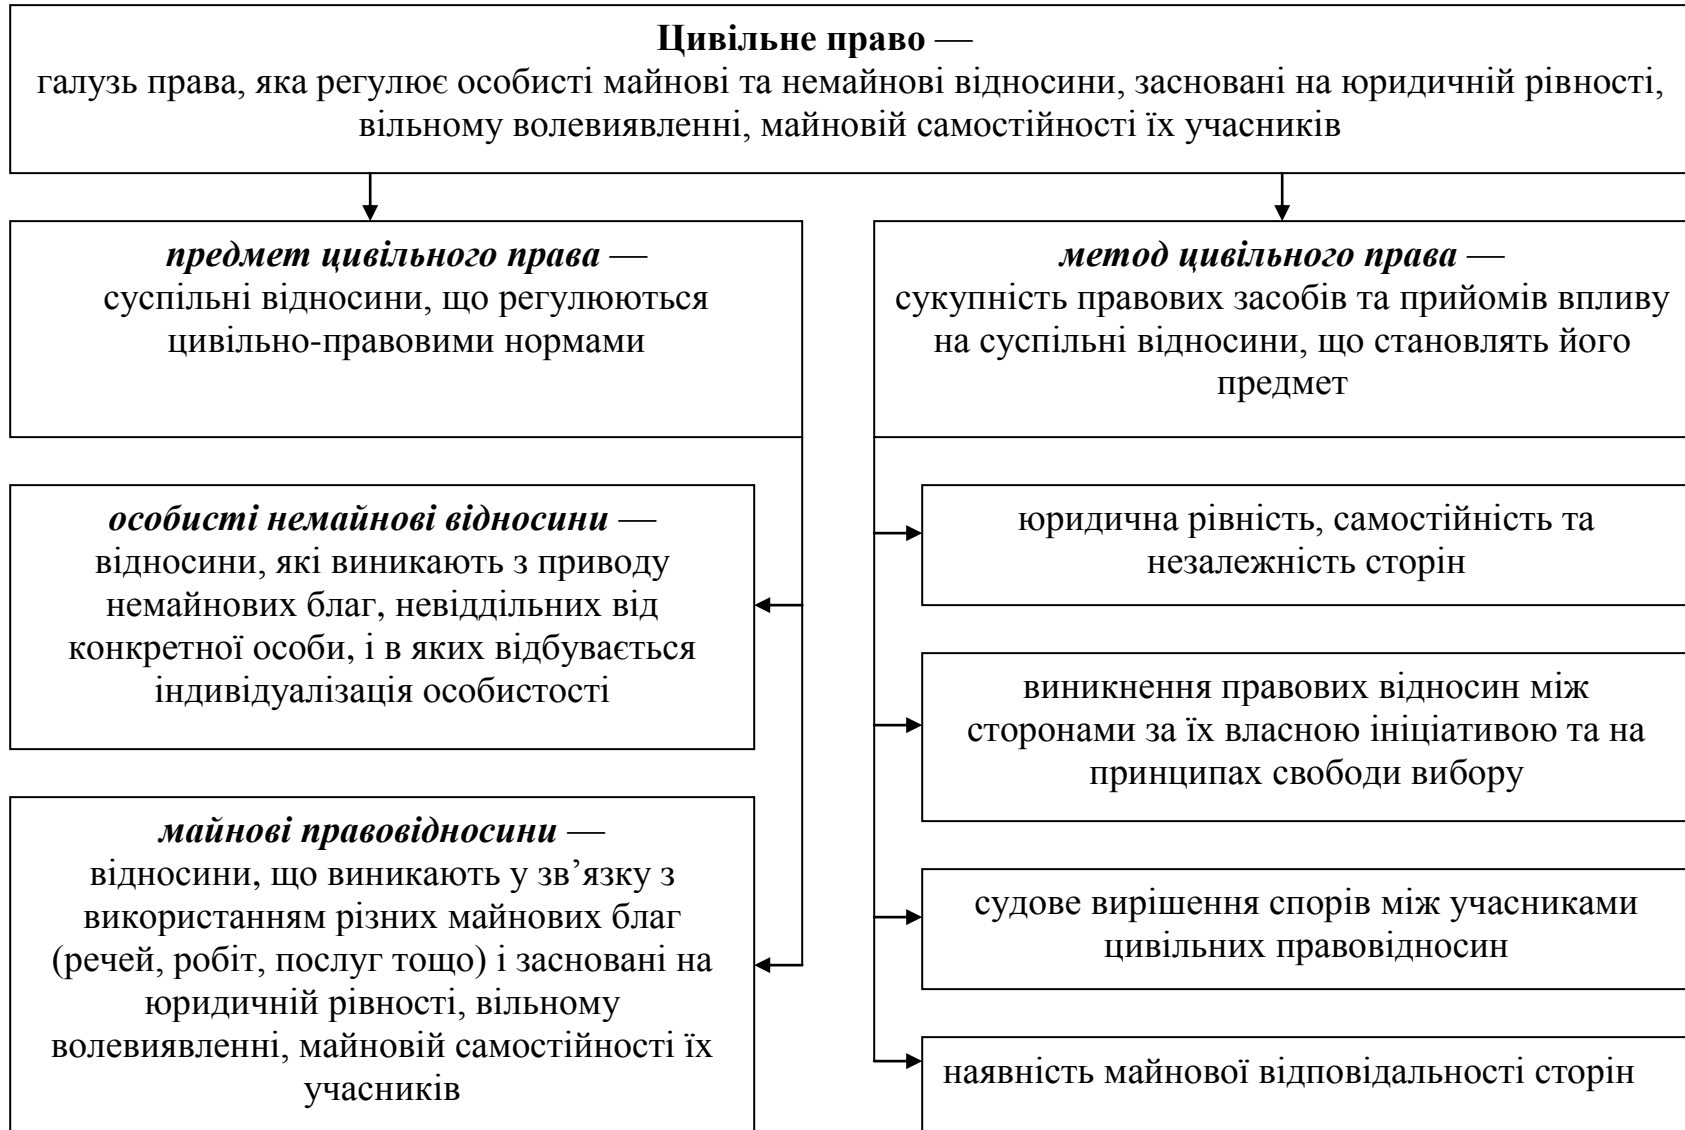 Цивільне право —
галузь права, яка регулює особисті майнові та немайнові відносини, засновані на юридичній рівності,
вільному волевиявленні, майновій самостійності їх учасників
предмет цивільного права —
суспільні відносини, що регулюються
цивільно-правовими нормами
особисті немайнові відносини —
відносини, які виникають з приводу
немайнових благ, невіддільних від
конкретної особи, і в яких відбувається
індивідуалізація особистості
майнові правовідносини —
відносини, що виникають у зв’язку з
використанням різних майнових благ
(речей, робіт, послуг тощо) і засновані на
юридичній рівності, вільному
волевиявленні, майновій самостійності їх
учасників
метод цивільного права —
сукупність правових засобів та прийомів впливу
на суспільні відносини, що становлять його
предмет
юридична рівність, самостійність та
незалежність сторін
виникнення правових відносин між
сторонами за їх власною ініціативою та на
принципах свободи вибору
судове вирішення спорів між учасниками
цивільних правовідносин
наявність майнової відповідальності сторін